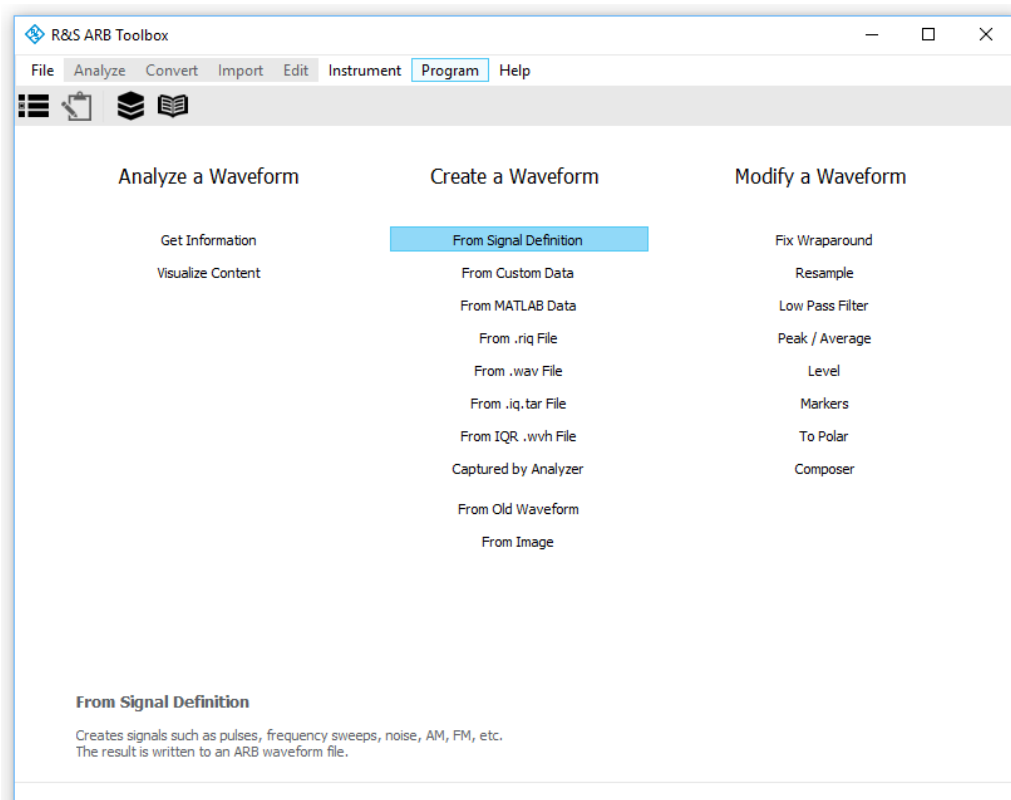 R&S ARB Toolbox
File Analyze Convert Import Edit Instrument Program Help
Analyze a Waveform
Get Information
Visualize Content
Create a Waveform
From Signal Definition
From Custom Data
From MATLAB Data
From .riq File
From .wav File
From .iq.tar File
From IQR .wvh File
Captured by Analyzer
From Old Waveform
From Image
Modify a Waveform
Fix Wraparound
Resample
Low Pass Filter
Peak / Average
Level
Markers
To Polar
Composer
From Signal Definition
Creates signals such as pulses, frequency sweeps, noise, AM, FM, etc.
The result is written to an ARB waveform file.